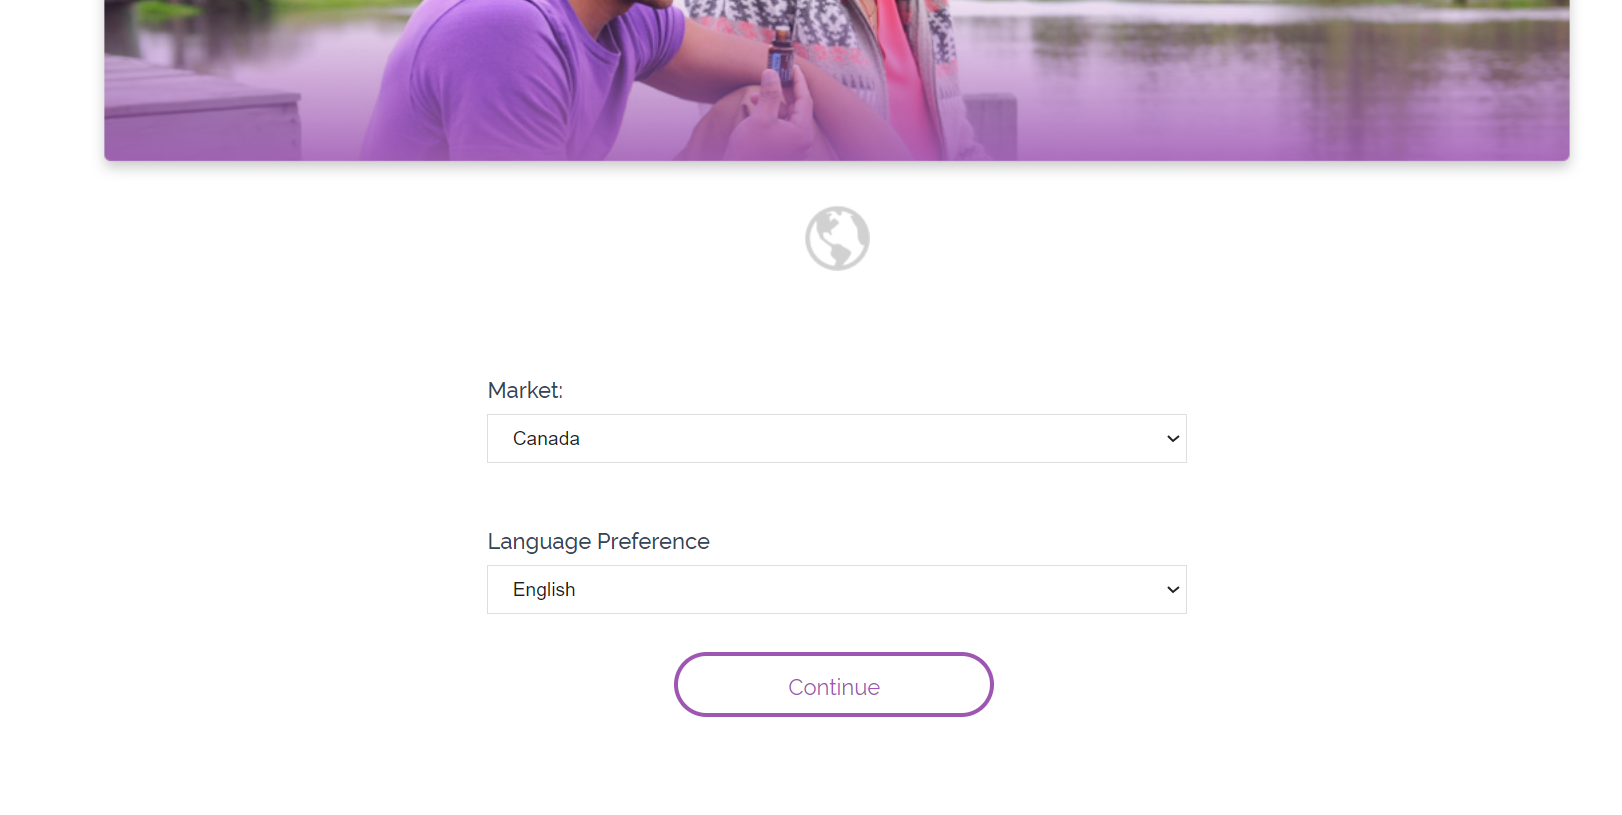 Market:
Canada
Language Preference
English
Continue